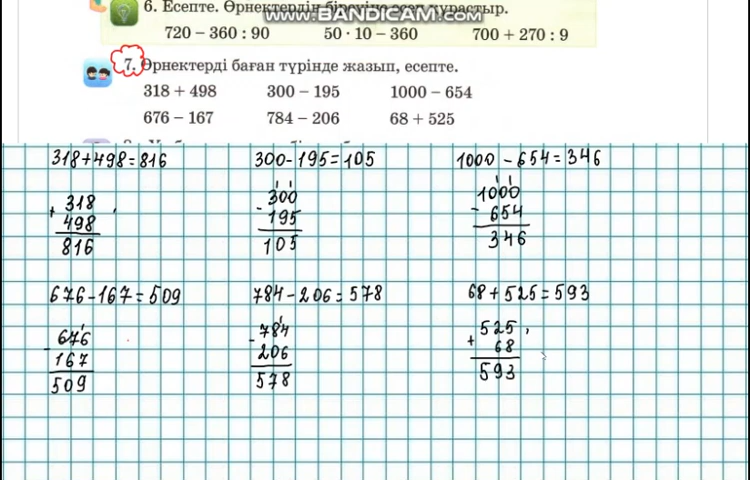 6. Есепте. Өрнектердің біреуіне есеп құрастыр.
WWW.BANDICAM.COM
720 − 360 : 90 50 · 10 − 360 700 + 270 : 9
7. Өрнектерді баған түрінде жазып, есепте.
318 + 498 300 − 195 1000 − 654
676 − 167 784 − 206 68 + 525
318+498=816 300-195=105 1000-654=346
+ 318
498
816
- 300
195
105
- 1000
654
346
676-167=509 784-206=578 68+525=593
- 676
167
509
- 784
206
578
+ 525
68
593